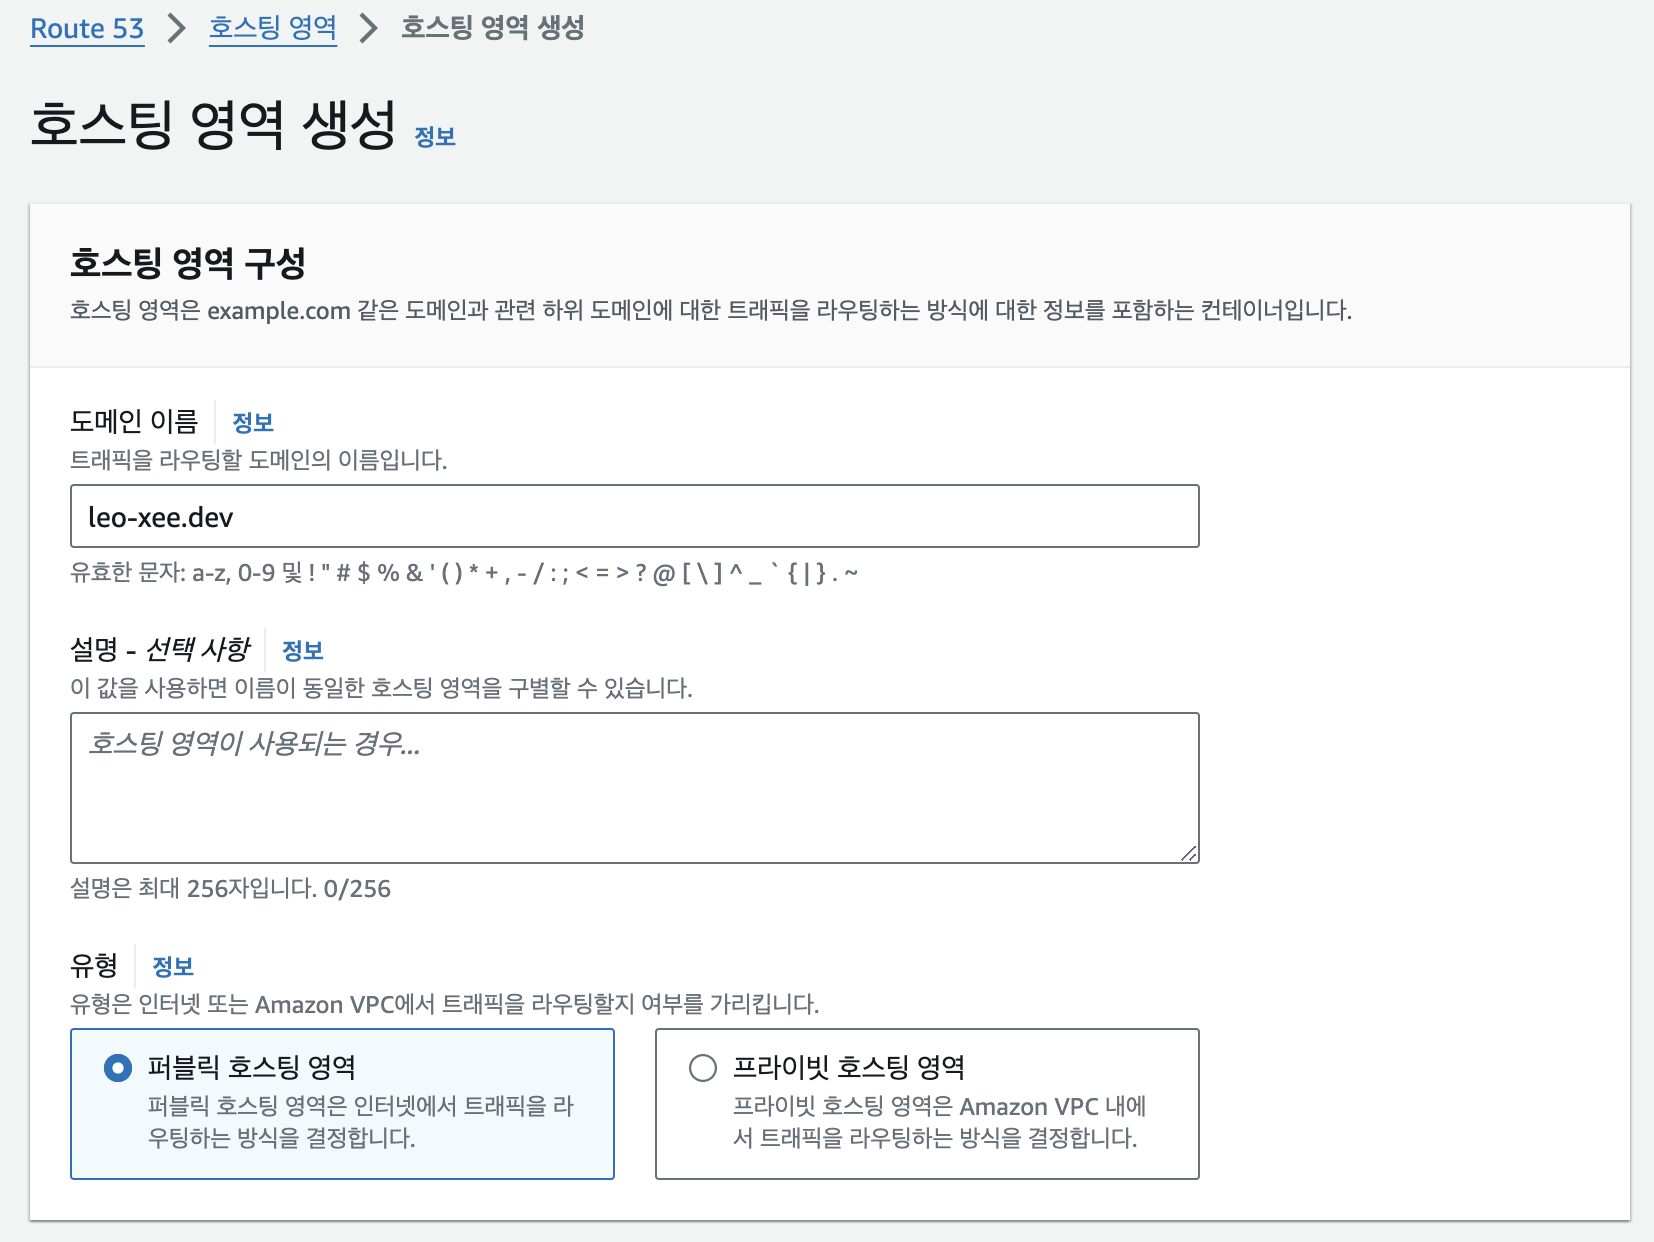 Route 53 > 호스팅 영역 > 호스팅 영역 생성
호스팅 영역 생성 정보
호스팅 영역 구성
호스팅 영역은 example.com 같은 도메인과 관련 하위 도메인에 대한 트래픽을 라우팅하는 방식에 대한 정보를 포함하는 컨테이너입니다.
도메인 이름 정보
트래픽을 라우팅할 도메인의 이름입니다.
leo-xee.dev
유효한 문자: a-z, 0-9 및 ! " # $ % & ' ( ) * + , - / : ; < = > ? @ [ \ ] ^ _ ` { | } . ~
설명 - 선택 사항 정보
이 값을 사용하면 이름이 동일한 호스팅 영역을 구별할 수 있습니다.
호스팅 영역이 사용되는 경우...
설명은 최대 256자입니다. 0/256
유형 정보
유형은 인터넷 또는 Amazon VPC에서 트래픽을 라우팅할지 여부를 가리킵니다.
퍼블릭 호스팅 영역
퍼블릭 호스팅 영역은 인터넷에서 트래픽을 라
우팅하는 방식을 결정합니다.
프라이빗 호스팅 영역
프라이빗 호스팅 영역은 Amazon VPC 내에
서 트래픽을 라우팅하는 방식을 결정합니다.